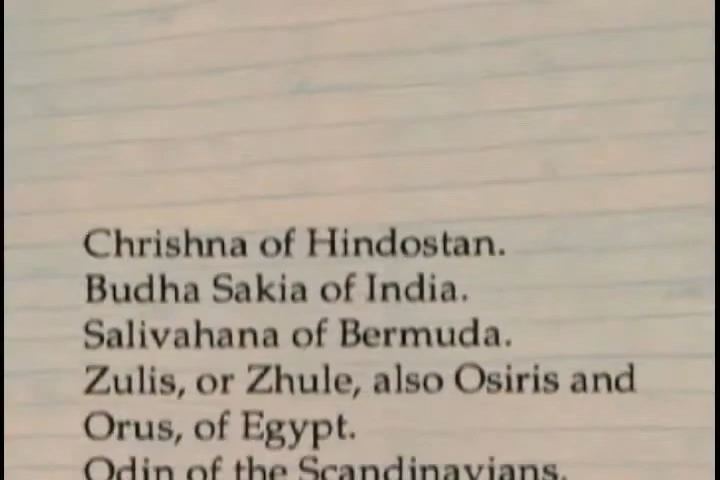 Chrishna of Hindostan.
Budha Sakia of India.
Salivahana of Bermuda.
Zulis, or Zhule, also Osiris and
Orus, of Egypt.
Odin of the Scandinavians.